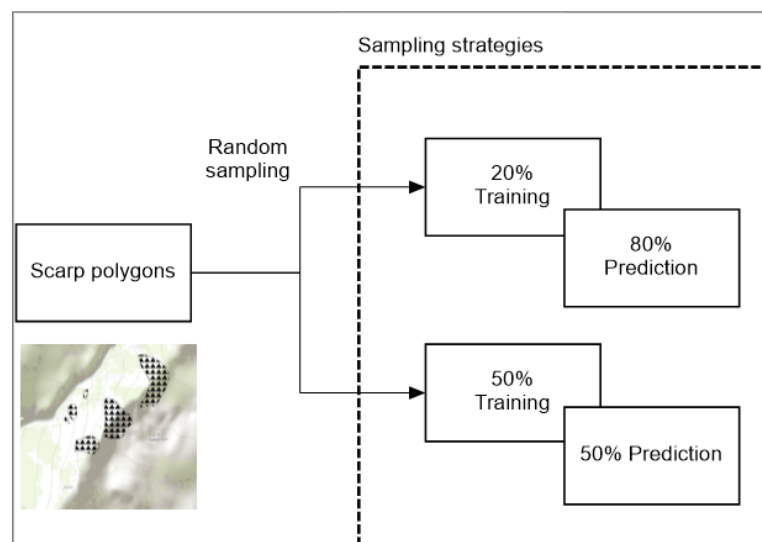 Sampling strategies
Random
sampling
20%
Training
80%
Prediction
Scarp polygons
50%
Training
50% Prediction